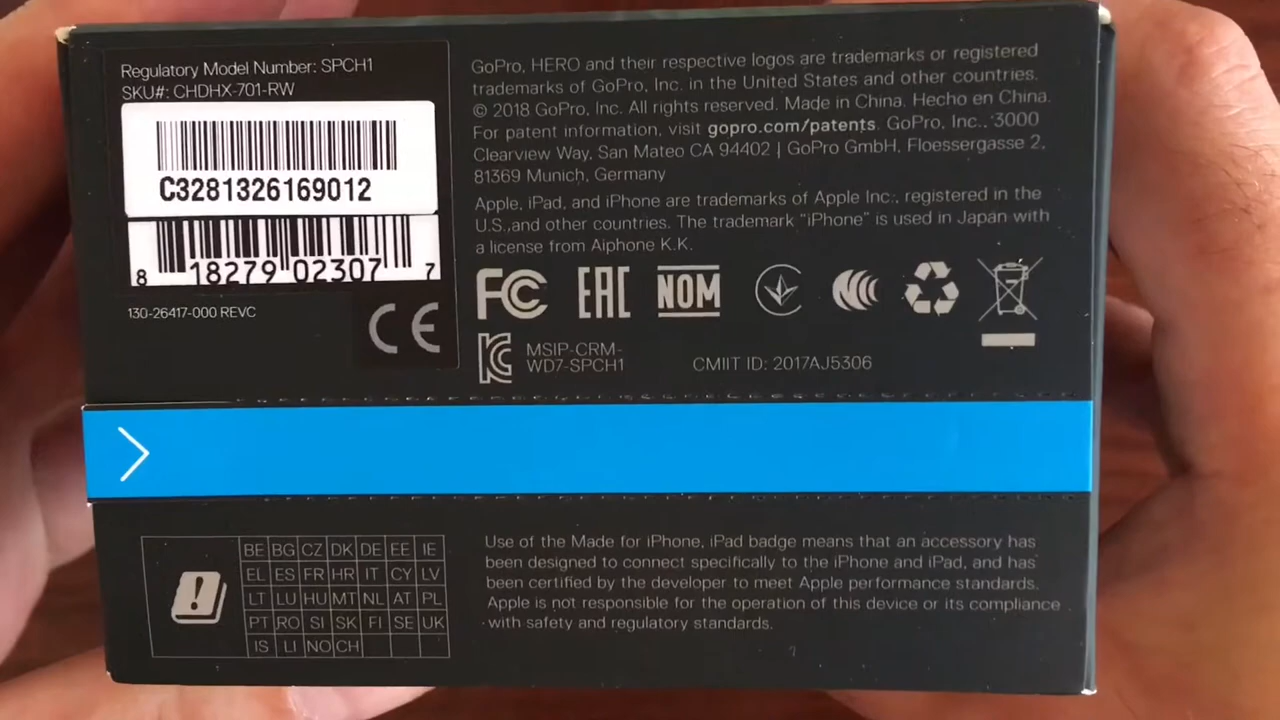 Regulatory Model Number: SPCH1
SKU#: CHDHX-701-RW
C3281326169012
8 18279 02307 7
130-26417-000 REVC
CE
GoPro, HERO and their respective logos are trademarks or registered
trademarks of GoPro, Inc. in the United States and other countries.
© 2018 GoPro, Inc. All rights reserved. Made in China. Hecho en China.
For patent information, visit gopro.com/patents. GoPro, Inc., 3000
Clearview Way, San Mateo CA 94402 | GoPro GmbH, Floessergasse 2,
81369 Munich, Germany
Apple, iPad, and iPhone are trademarks of Apple Inc., registered in the
U.S.,and other countries. The trademark “iPhone” is used in Japan with
a license from Aiphone K.K.
FC EAC NOM
KC MSIP-CRM-
WD7-SPCH1
CMIIT ID: 2017AJ5306
BE BG CZ DK DE EE IE
EL ES FR HR IT CY LV
LT LU HU MT NL AT PL
PT RO SI SK FI SE UK
IS LI NO CH
Use of the Made for iPhone, iPad badge means that an accessory has
been designed to connect specifically to the iPhone and iPad, and has
been certified by the developer to meet Apple performance standards.
Apple is not responsible for the operation of this device or its compliance
with safety and regulatory standards.